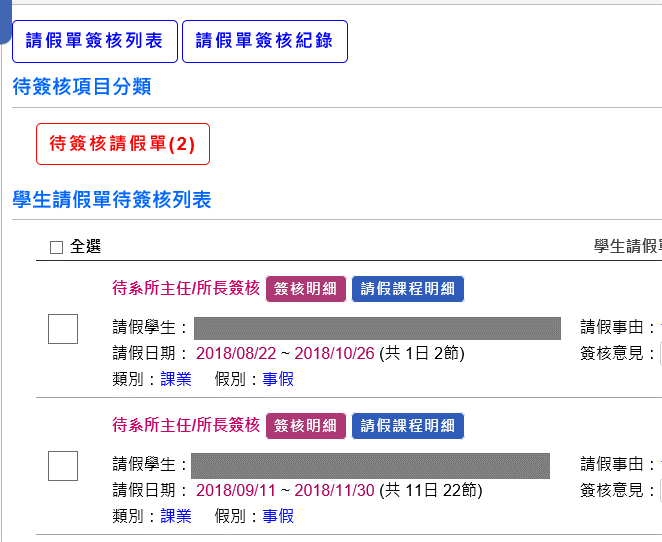 請假單簽核列表 請假單簽核紀錄
待簽核項目分類
待簽核請假單(2)
學生請假單待簽核列表
全選 學生請假
待系所主任/所長簽核 簽核明細 請假課程明細
請假學生： 請假事由：
請假日期： 2018/08/22 ~ 2018/10/26 (共 1日 2節) 簽核意見：
類別：課業 假別：事假
待系所主任/所長簽核 簽核明細 請假課程明細
請假學生： 請假事由：
請假日期： 2018/09/11 ~ 2018/11/30 (共 11日 22節) 簽核意見：
類別：課業 假別：事假